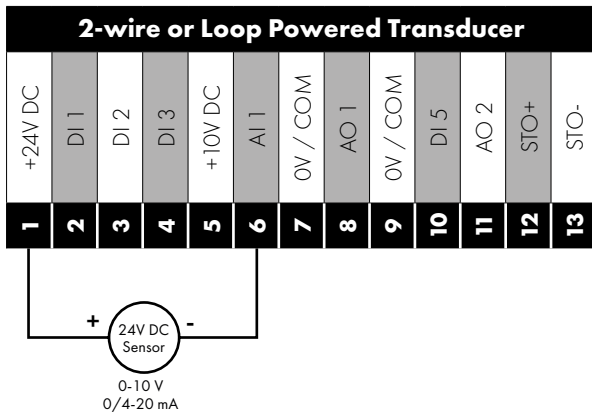 2-wire or Loop Powered Transducer
+24V DC
DI 1
DI 2
DI 3
+10V DC
AI 1
0V / COM
AO 1
0V / COM
DI 5
AO 2
STO+
STO-
1
2
3
4
5
6
7
8
9
10
11
12
13
+
-
24V DC
Sensor
0-10 V
0/4-20 mA